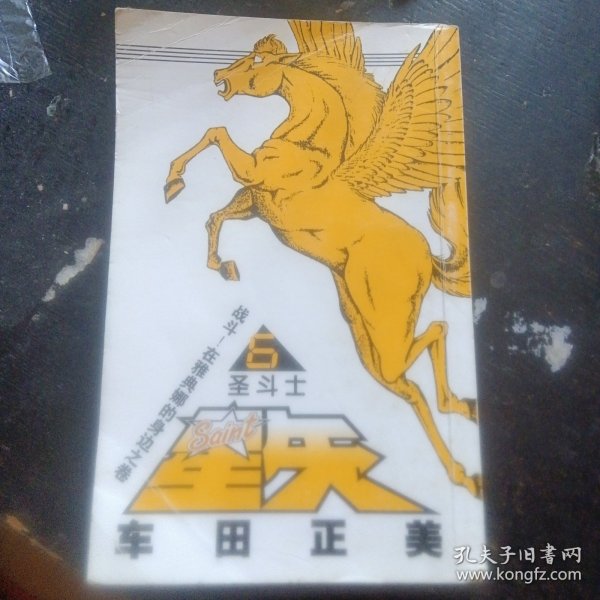 战斗!在雅典娜的身边之卷
6
圣斗士
星矢
Saint
车田正美
孔夫子旧书网
www.kongfz.com